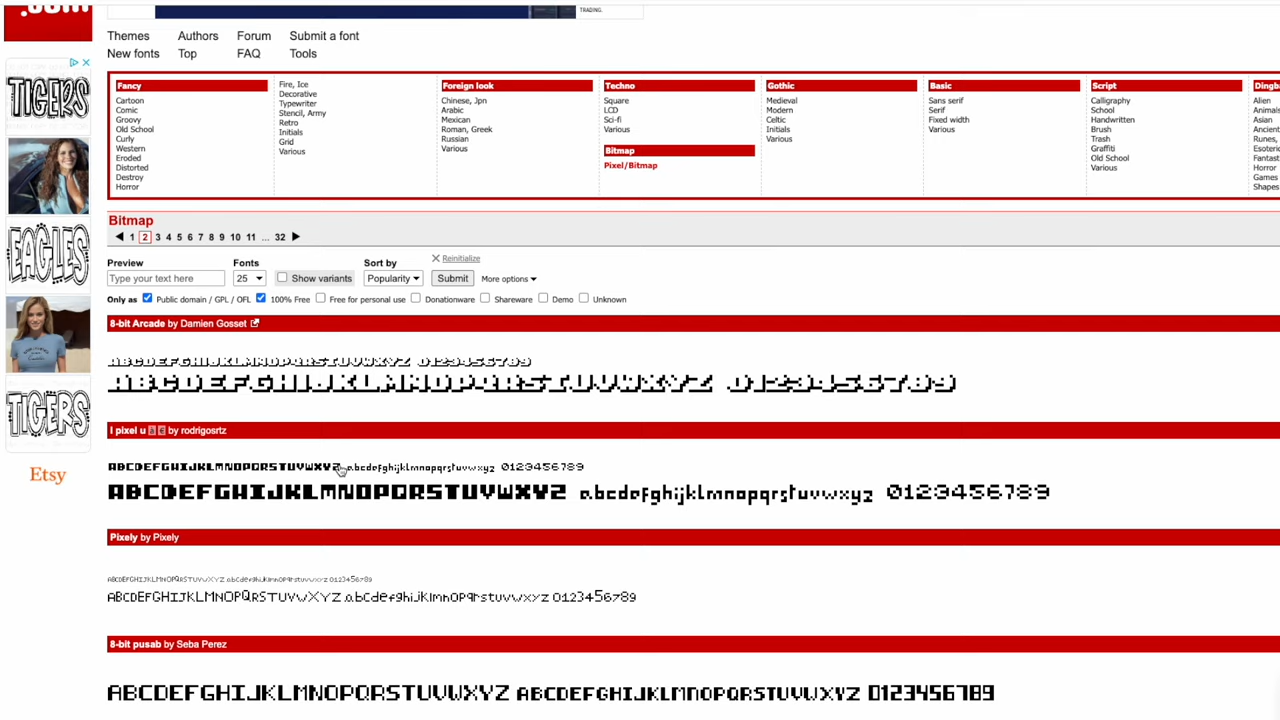 .com
TRADING.
Themes Authors Forum Submit a font
New fonts Top FAQ Tools
TIGERS
EAGLES
TIGERS
Etsy
Fancy
Cartoon
Comic
Groovy
Old School
Curly
Western
Eroded
Distorted
Destroy
Horror
Fire, Ice
Decorative
Typewriter
Stencil, Army
Retro
Initials
Grid
Various
Foreign look
Chinese, Jpn
Arabic
Mexican
Roman, Greek
Russian
Various
Techno
Square
LCD
Sci-fi
Various
Bitmap
Pixel/Bitmap
Gothic
Medieval
Modern
Celtic
Initials
Various
Basic
Sans serif
Serif
Fixed width
Various
Script
Calligraphy
School
Handwritten
Brush
Trash
Graffiti
Old School
Various
Dingb
Alien
Animals
Asian
Ancient
Runes,
Esoteri
Fantast
Horror
Games
Shapes
Bitmap
1 2 3 4 5 6 7 8 9 10 11 ... 32
Preview Fonts Sort by Reinitialize
Type your text here 25 Show variants Popularity Submit More options
Only as Public domain / GPL / OFL 100% Free Free for personal use Donationware Shareware Demo Unknown
8-bit Arcade by Damien Gosset
ABCDEFGHIJKLMNOPQRSTUVWXYZ 0123456789
ABCDEFGHIJKLMNOPQRSTUVWXYZ 0123456789
I pixel u à € by rodrigosrtz
ABCDEFGHIJKLMNOPQRSTUVWXYZ abcdefghijklmnopqrstuvwxyz 0123456789
ABCDEFGHIJKLMNOPQRSTUVWXYZ abcdefghijklmnopqrstuvwxyz 0123456789
Pixely by Pixely
ABCDEFGHIJKLMNOPQRSTUVWXYZ abcdefghijklmnopqrstuvwxyz 0123456789
ABCDEFGHIJKLMNOPQRSTUVWXYZ abcdefghijklmnopqrstuvwxyz 0123456789
8-bit pusab by Seba Perez
ABCDEFGHIJKLMNOPQRSTUVWXYZ ABCDEFGHIJKLMNOPQRSTUVWXYZ 0123456789